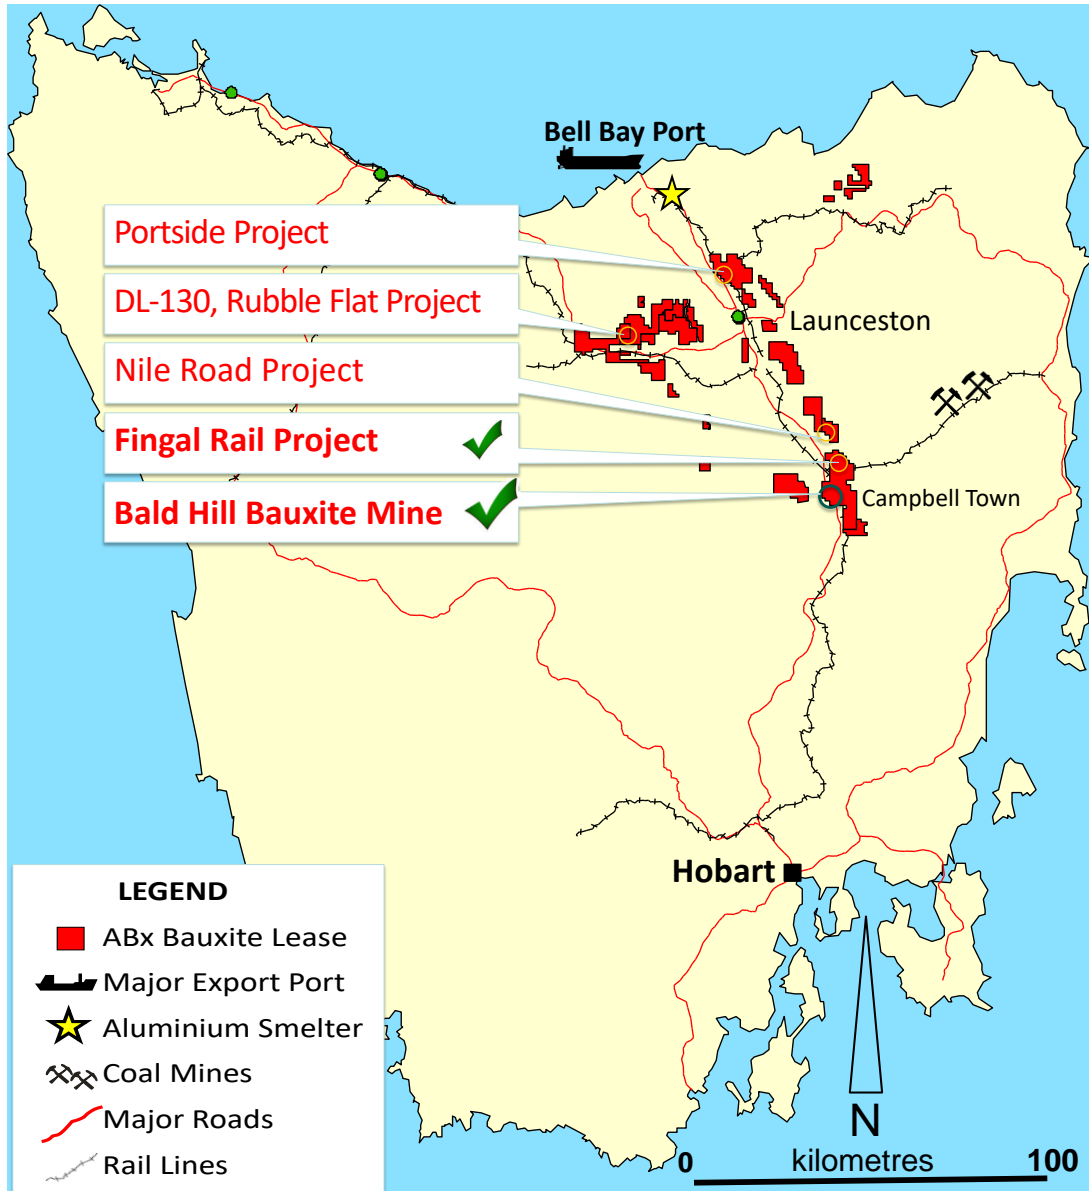 Bell Bay Port
Portside Project
DL-130, Rubble Flat Project
Launceston
Nile Road Project
Fingal Rail Project
Bald Hill Bauxite Mine
Campbell Town
Hobart
LEGEND
ABx Bauxite Lease
Major Export Port
Aluminium Smelter
Coal Mines
Major Roads
Rail Lines
N
0 kilometres 100